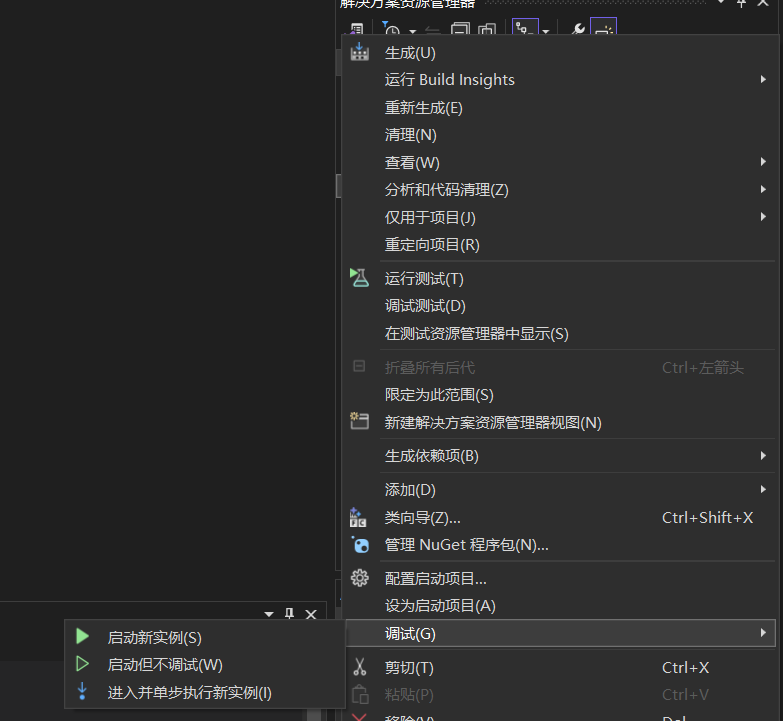 解决方案资源管理器
生成(U)
运行 Build Insights
重新生成(E)
清理(N)
查看(W)
分析和代码清理(Z)
仅用于项目(J)
重定向项目(R)
运行测试(T)
调试测试(D)
在测试资源管理器中显示(S)
折叠所有后代 Ctrl+左箭头
限定为此范围(S)
新建解决方案资源管理器视图(N)
生成依赖项(B)
添加(D)
类向导(Z)... Ctrl+Shift+X
管理 NuGet 程序包(N)...
配置启动项目...
设为启动项目(A)
调试(G)
启动新实例(S)
启动但不调试(W)
进入并单步执行新实例(I)
剪切(T) Ctrl+X
粘贴(P) Ctrl+V
移除(V) Del